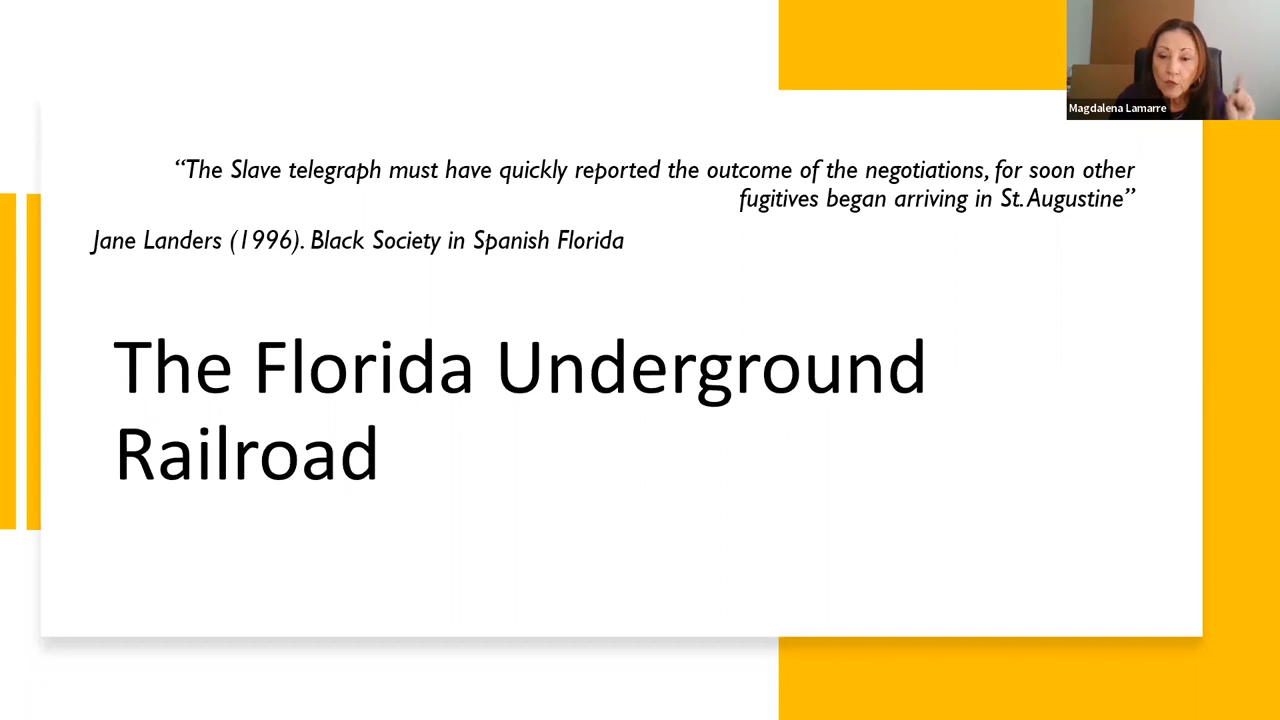 Magdalena Lamarre
“The Slave telegraph must have quickly reported the outcome of the negotiations, for soon other
fugitives began arriving in St. Augustine”
Jane Landers (1996). Black Society in Spanish Florida
The Florida Underground
Railroad